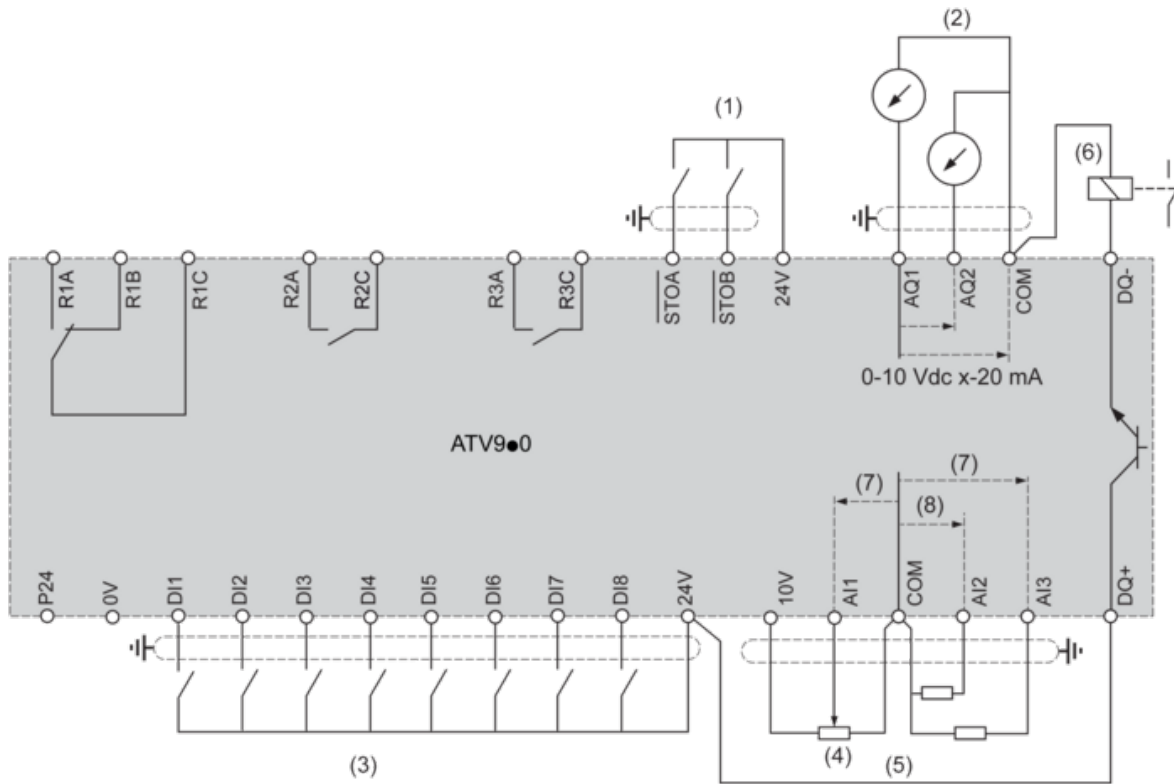 (2)
(1)
(6)
R1A
R1B
R1C
R2A
R2C
R3A
R3C
STOA
STOB
24V
AQ1
AQ2
COM
DQ-
0-10 Vdc x-20 mA
ATV9●0
(7)
(7)
(8)
P24
0V
DI1
DI2
DI3
DI4
DI5
DI6
DI7
DI8
24V
10V
AI1
COM
AI2
AI3
DQ+
(3)
(4)
(5)